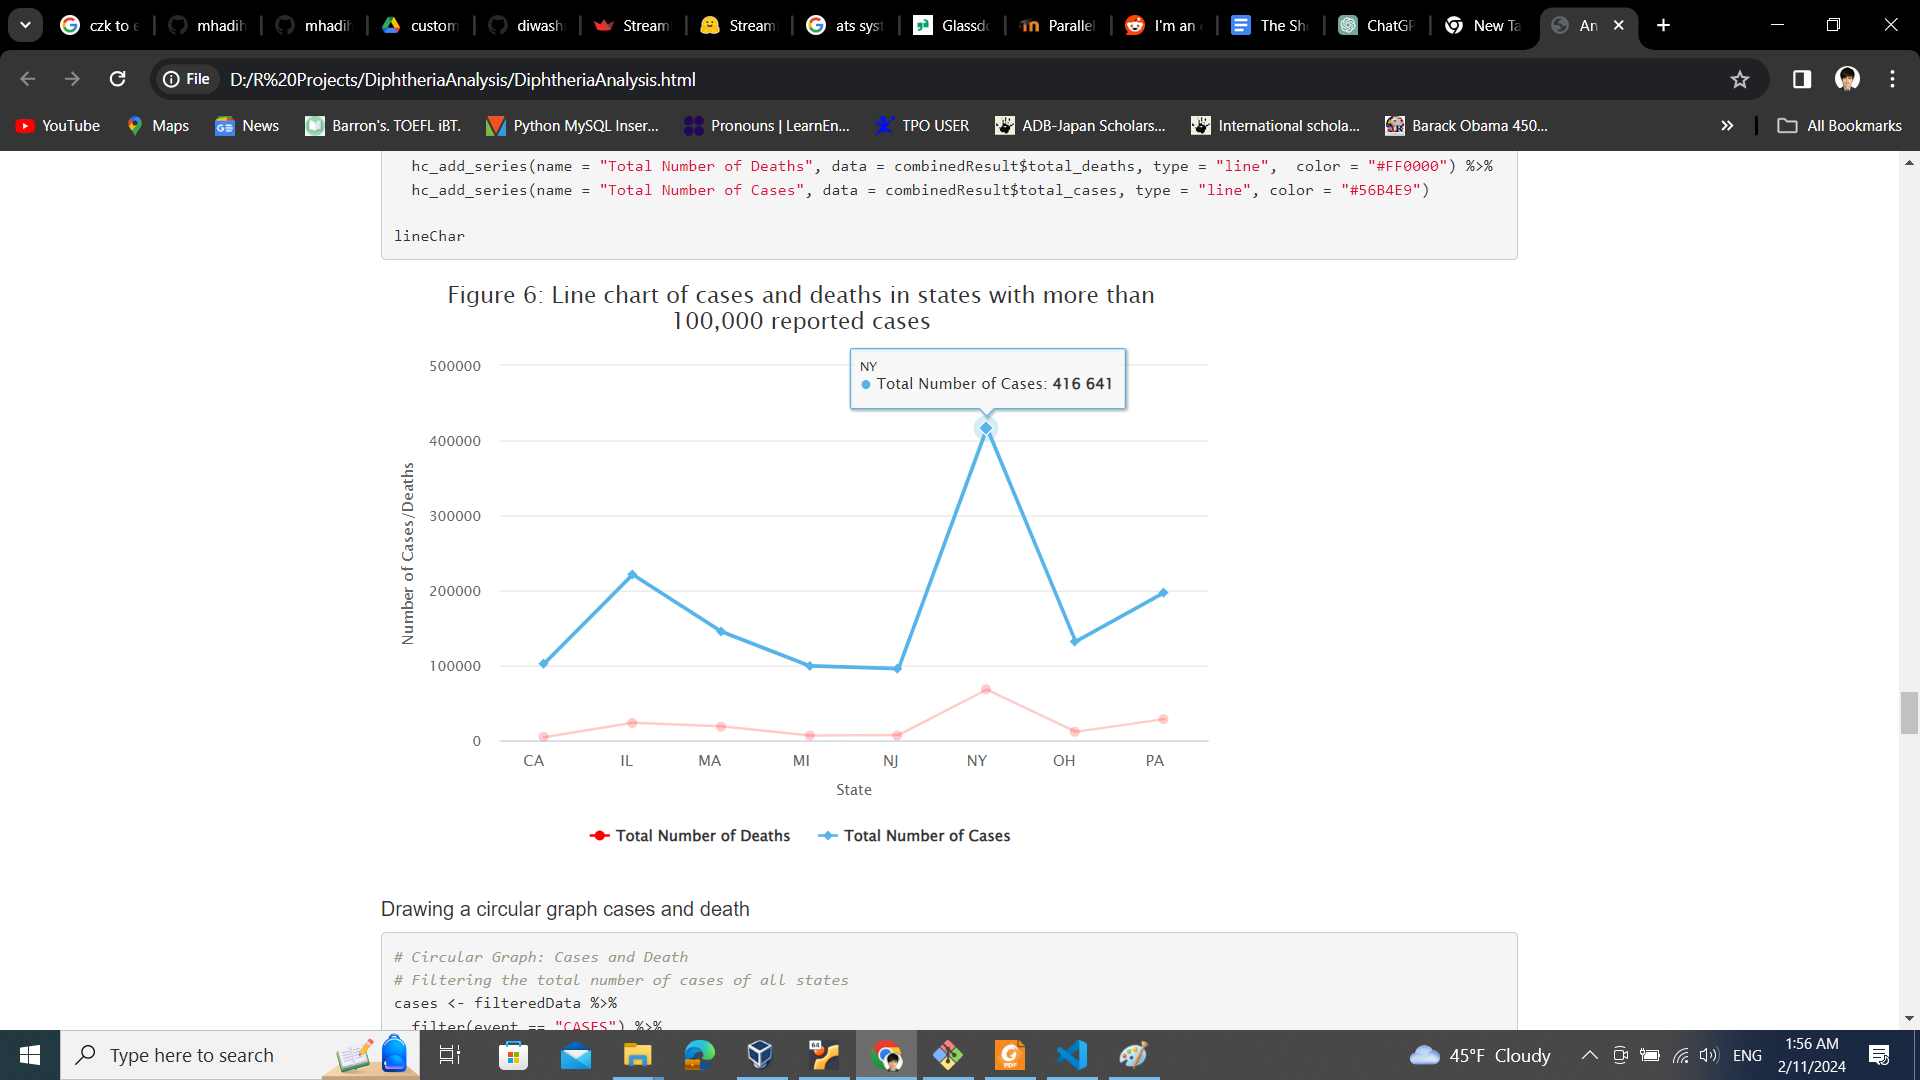 czk to e
mhadih
mhadih
custom
diwash
Stream
Stream
ats syst
Glassdo
Parallel
I'm an
The Sh
ChatGP
New Ta
An
File
D:/R%20Projects/DiphtheriaAnalysis/DiphtheriaAnalysis.html
YouTube
Maps
News
Barron's. TOEFL iBT.
Python MySQL Inser...
Pronouns | LearnEn...
TPO USER
ADB-Japan Scholars...
International schola...
Barack Obama 450...
All Bookmarks
hc_add_series(name = "Total Number of Deaths", data = combinedResult$total_deaths, type = "line",  color = "#FF0000") %>%
hc_add_series(name = "Total Number of Cases", data = combinedResult$total_cases, type = "line", color = "#56B4E9")
lineChar
Figure 6: Line chart of cases and deaths in states with more than
100,000 reported cases
NY
Total Number of Cases: 416 641
500000
400000
300000
200000
100000
0
Number of Cases/Deaths
CA
IL
MA
MI
NJ
NY
OH
PA
State
Total Number of Deaths
Total Number of Cases
Drawing a circular graph cases and death
# Circular Graph: Cases and Death
# Filtering the total number of cases of all states
cases <- filteredData %>%
filter(event == "CASES") %>%
Type here to search
45°F Cloudy
ENG
1:56 AM
2/11/2024